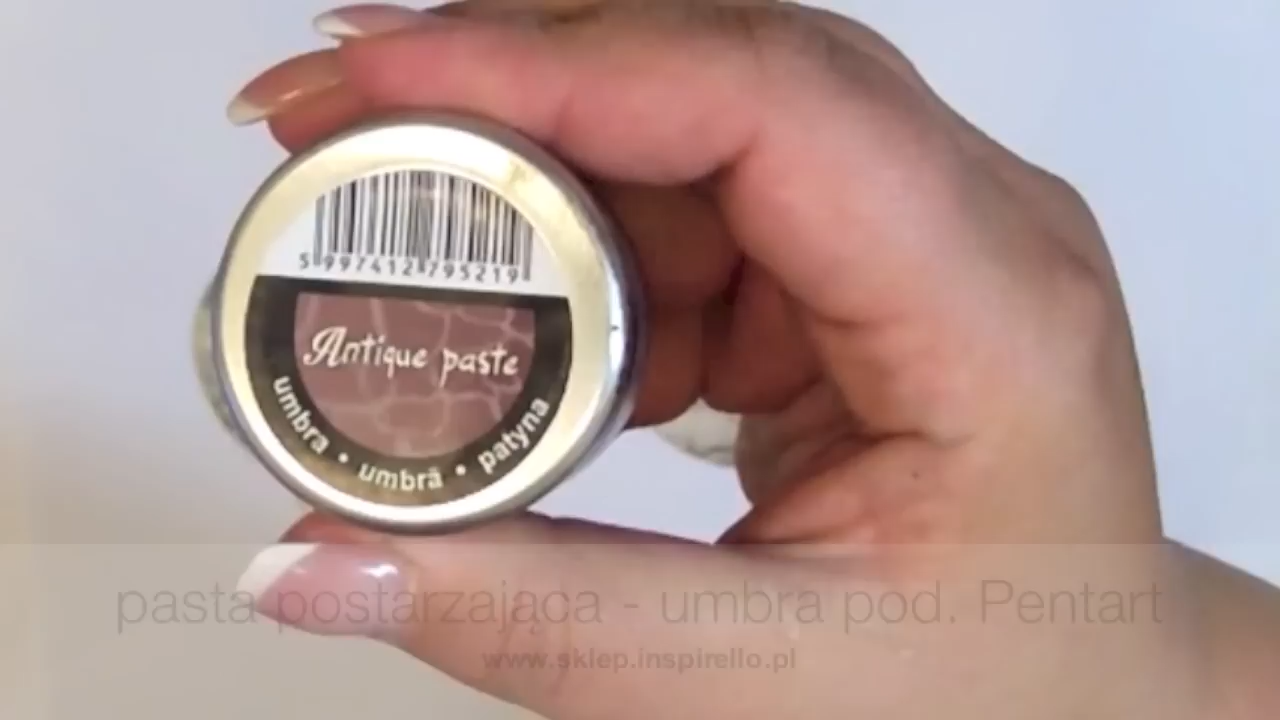 5 997412 795219
Antique paste
umbra • umbră • patyna
pasta postarzająca - umbra pod. Pentart
www.sklep.inspirello.pl